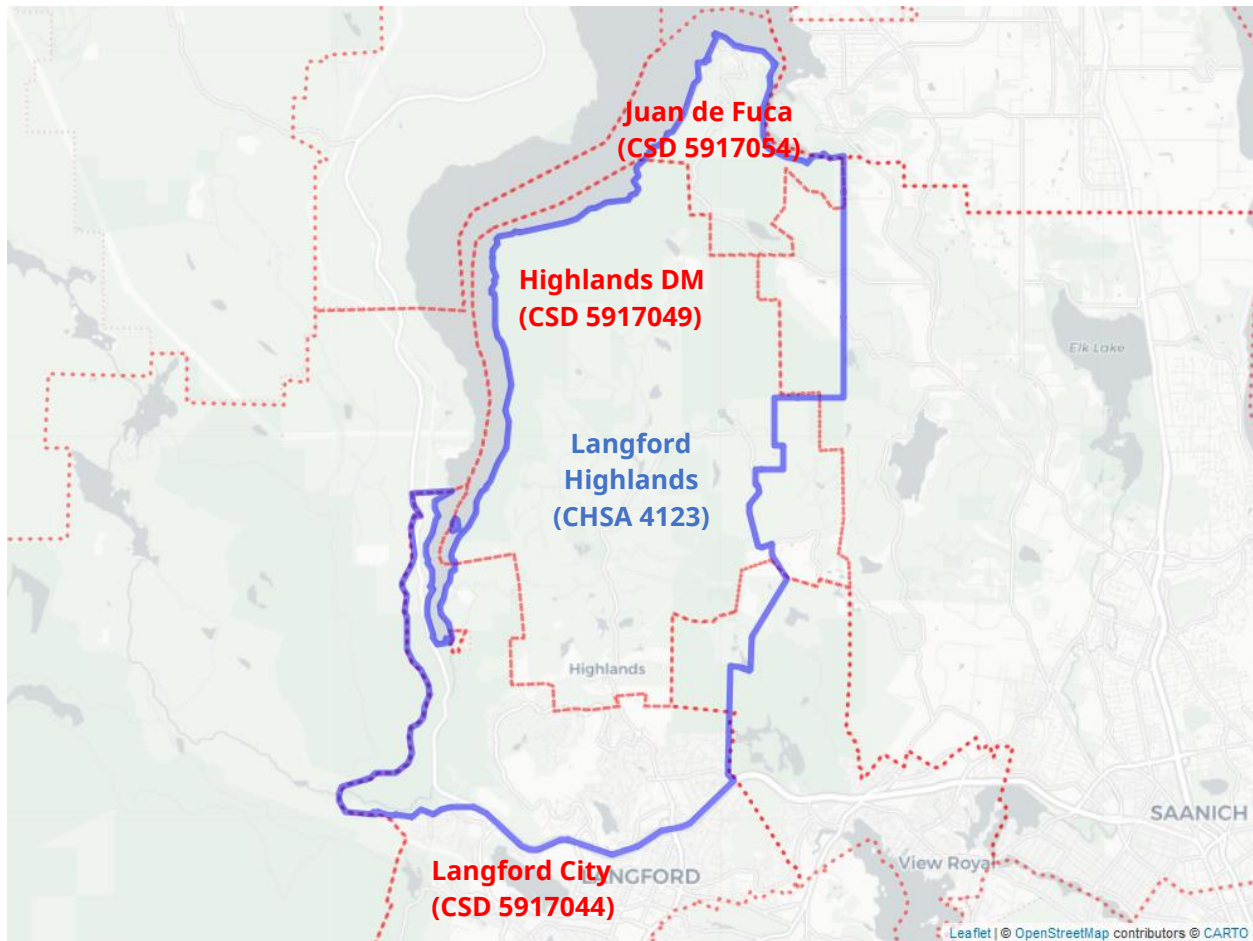 Juan de Fuca
(CSD 5917054)
Highlands DM
(CSD 5917049)
Elk Lake
Langford
Highlands
(CHSA 4123)
Highlands
SAANICH
View Royal
Langford City
LANGFORD
(CSD 5917044)
Leaflet | © OpenStreetMap contributors © CARTO